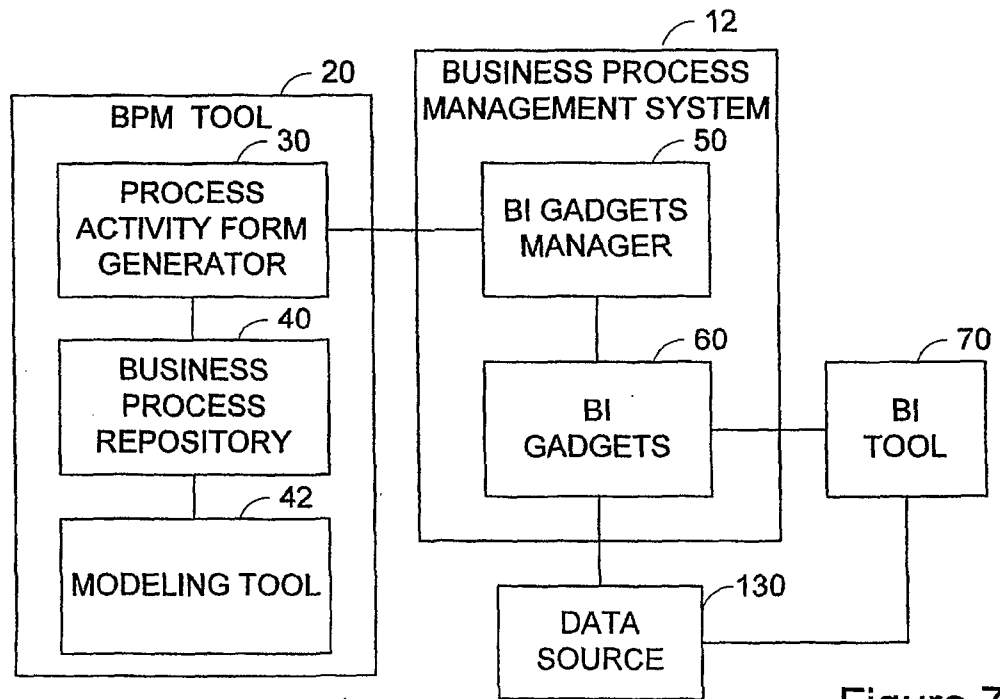 12
BUSINESS PROCESS
MANAGEMENT SYSTEM
20
BPM TOOL
30
PROCESS
ACTIVITY FORM
GENERATOR
40
BUSINESS
PROCESS
REPOSITORY
42
MODELING TOOL
50
BI GADGETS
MANAGER
60
BI
GADGETS
70
BI
TOOL
130
DATA
SOURCE
Figure 7